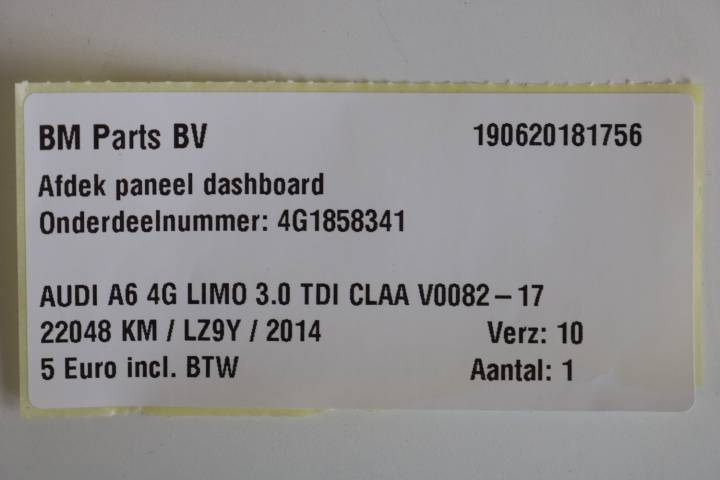 BM Parts BV 190620181756
Afdek paneel dashboard
Onderdeelnummer: 4G1858341
AUDI A6 4G LIMO 3.0 TDI CLAA V0082-17
22048 KM / LZ9Y / 2014 Verz: 10
5 Euro incl. BTW Aantal: 1